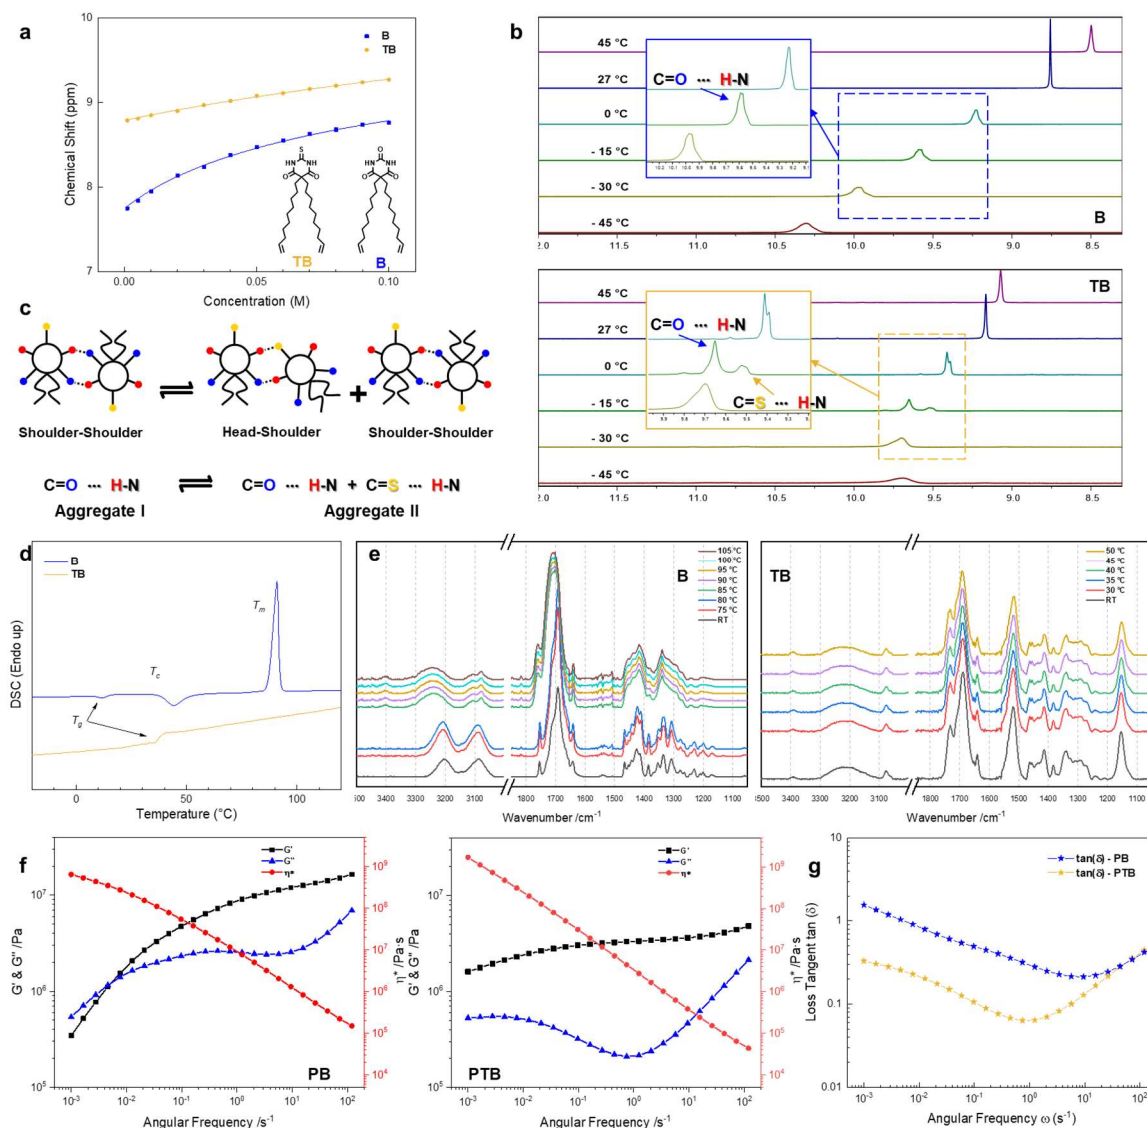 a
B
TB
10
9
8
7
Chemical Shift (ppm)
0.00
0.05
0.10
Concentration (M)
S
HN NH
O O
TB
O
HN NH
O O
B
b
45 °C
27 °C
0 °C
- 15 °C
- 30 °C
- 45 °C
C=O ··· H-N
B
2.0 11.5 11.0 10.5 10.0 9.5 9.0 8.5
TB
45 °C
27 °C
0 °C
- 15 °C
- 30 °C
- 45 °C
C=O ··· H-N
C=S ··· H-N
2.0 11.5 11.0 10.5 10.0 9.5 9.0 8.5
c
Shoulder-Shoulder
Head-Shoulder
+
Shoulder-Shoulder
C=O ··· H-N
C=O ··· H-N + C=S ··· H-N
Aggregate I
Aggregate II
d
B
TB
Tm
Tc
Tg
DSC (Endo up)
0 50 100
Temperature (°C)
e
B
105 °C
100 °C
95 °C
90 °C
85 °C
80 °C
75 °C
RT
3400 3300 3200 3100 1800 1700 1600 1500 1400 1300 1200 1100
Wavenumber /cm-1
TB
50 °C
45 °C
40 °C
35 °C
30 °C
RT
3400 3300 3200 3100 1800 1700 1600 1500 1400 1300 1200 1100
Wavenumber /cm-1
f
G'
G''
η*
10⁷
10⁶
10⁵
G' & G'' /Pa
10⁹
10⁸
10⁷
10⁶
10⁵
10⁴
η* /Pa·s
PB
10⁻³ 10⁻² 10⁻¹ 10⁰ 10¹ 10²
Angular Frequency /s-1
G'
G''
η*
10⁷
10⁶
10⁵
G' & G'' /Pa
10⁹
10⁸
10⁷
10⁶
10⁵
10⁴
η* /Pa·s
PTB
10⁻³ 10⁻² 10⁻¹ 10⁰ 10¹ 10²
Angular Frequency /s-1
g
tan(δ) - PB
tan(δ) - PTB
10
1
0.1
0.01
Loss Tangent tan (δ)
10⁻³ 10⁻² 10⁻¹ 10⁰ 10¹ 10²
Angular Frequency ω (s-1)